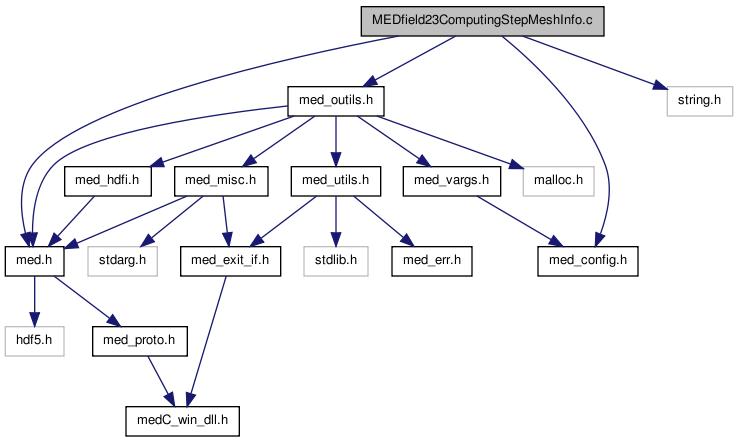 MEDfield23ComputingStepMeshInfo.c
med_outils.h
string.h
med_hdfi.h
med_misc.h
med_utils.h
med_vargs.h
malloc.h
med.h
stdarg.h
med_exit_if.h
stdlib.h
med_err.h
med_config.h
hdf5.h
med_proto.h
medC_win_dll.h